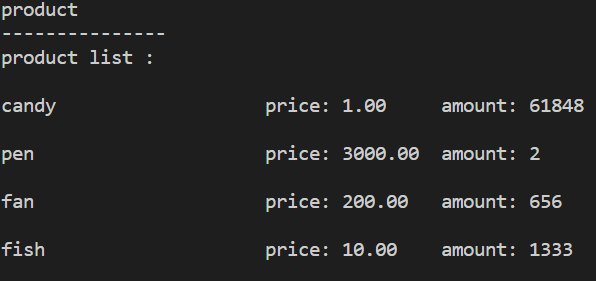 product
---------------
product list :
candy price: 1.00 amount: 61848
pen price: 3000.00 amount: 2
fan price: 200.00 amount: 656
fish price: 10.00 amount: 1333